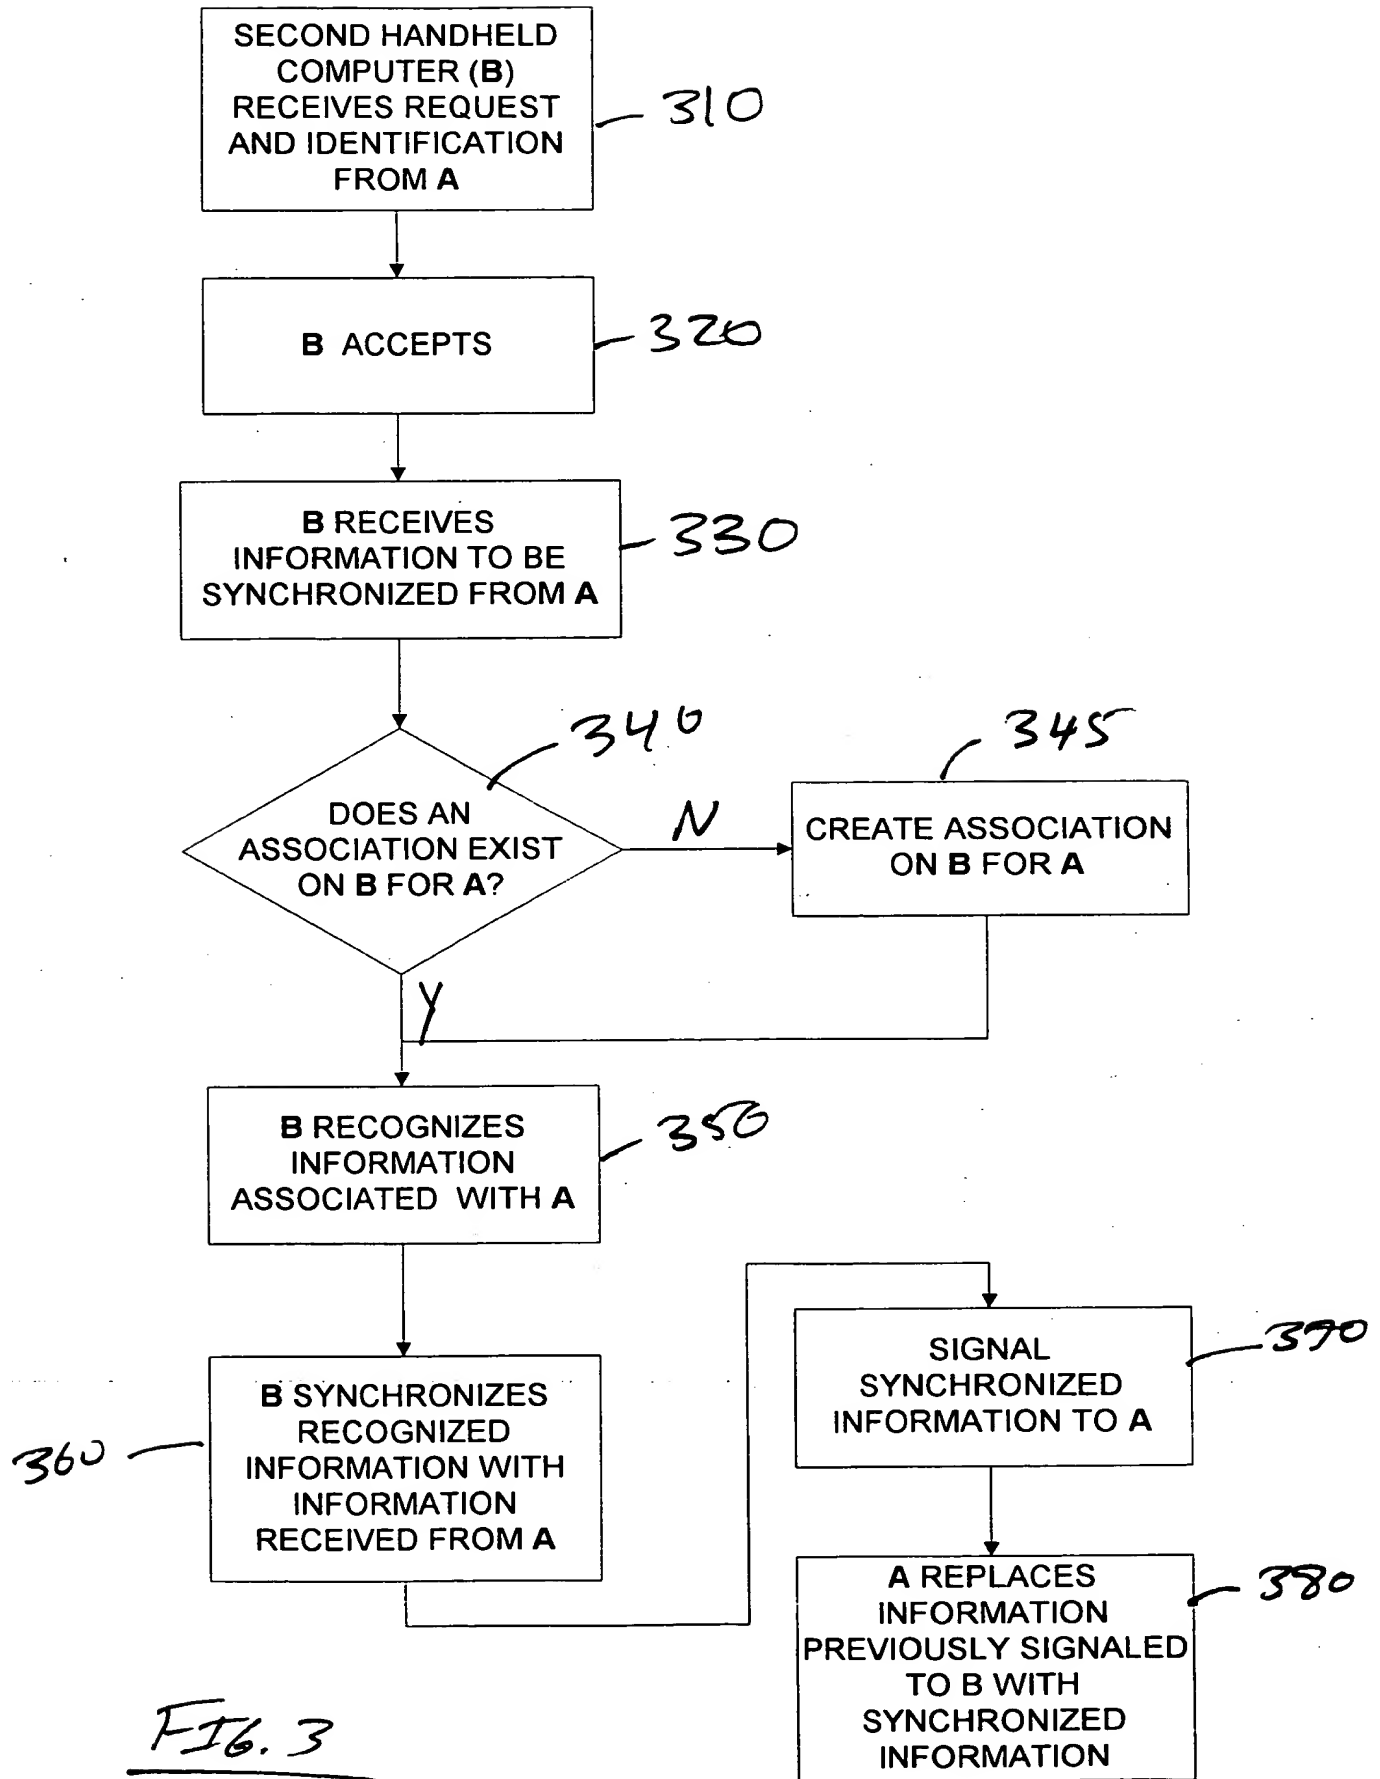 SECOND HANDHELD
COMPUTER (B)
RECEIVES REQUEST
AND IDENTIFICATION
FROM A
310
B ACCEPTS
320
B RECEIVES
INFORMATION TO BE
SYNCHRONIZED FROM A
330
340
DOES AN
ASSOCIATION EXIST
ON B FOR A?
N
345
CREATE ASSOCIATION
ON B FOR A
Y
B RECOGNIZES
INFORMATION
ASSOCIATED WITH A
350
B SYNCHRONIZES
RECOGNIZED
INFORMATION WITH
INFORMATION
RECEIVED FROM A
360
SIGNAL
SYNCHRONIZED
INFORMATION TO A
370
A REPLACES
INFORMATION
PREVIOUSLY SIGNALED
TO B WITH
SYNCHRONIZED
INFORMATION
380
FIG. 3